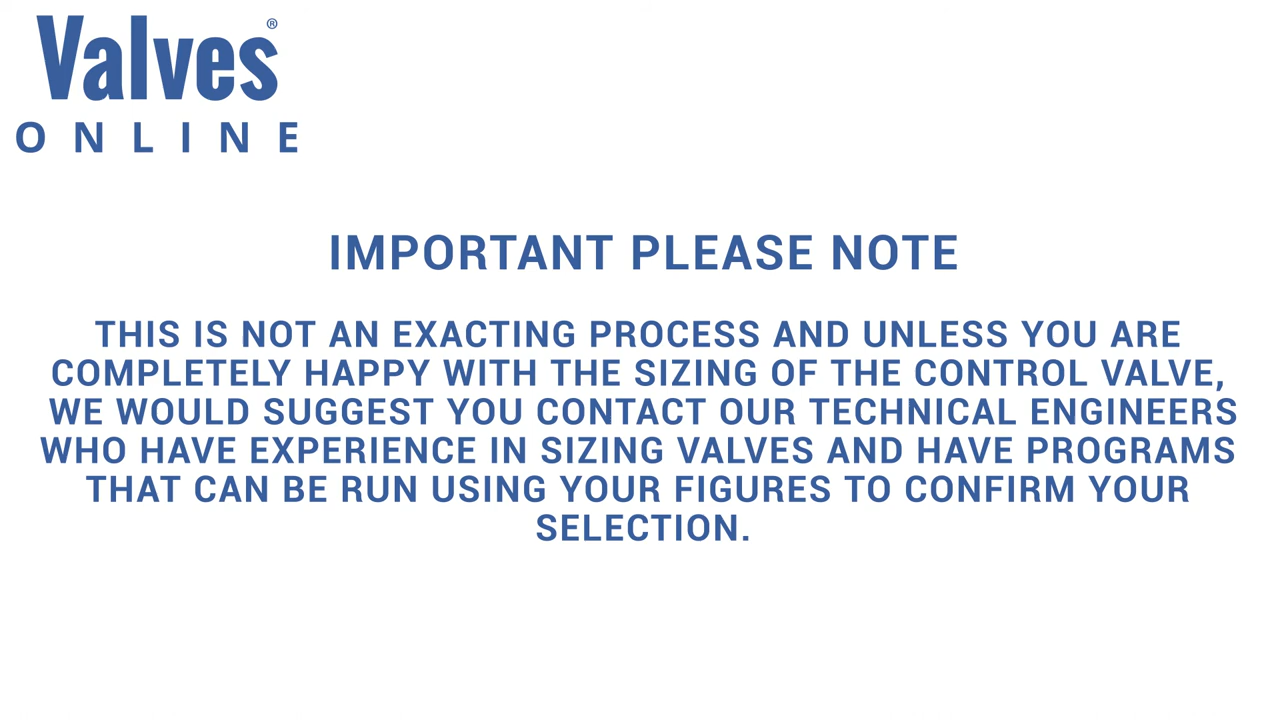 Valves®
ONLINE
IMPORTANT PLEASE NOTE
THIS IS NOT AN EXACTING PROCESS AND UNLESS YOU ARE
COMPLETELY HAPPY WITH THE SIZING OF THE CONTROL VALVE,
WE WOULD SUGGEST YOU CONTACT OUR TECHNICAL ENGINEERS
WHO HAVE EXPERIENCE IN SIZING VALVES AND HAVE PROGRAMS
THAT CAN BE RUN USING YOUR FIGURES TO CONFIRM YOUR
SELECTION.